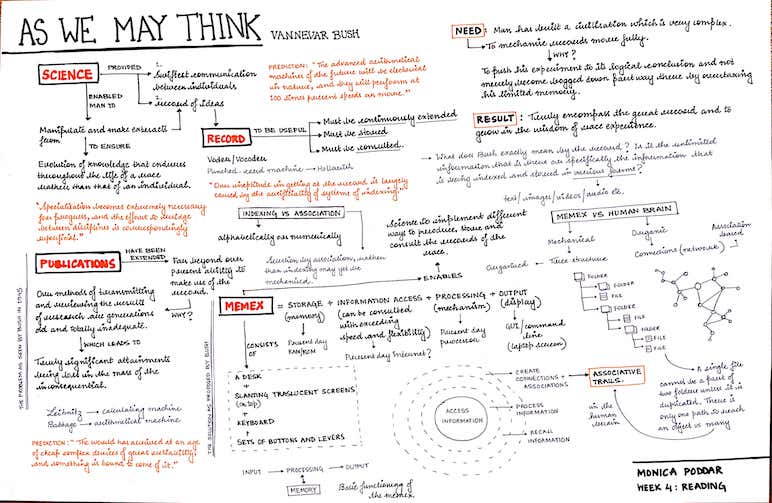 AS WE MAY THINK VANNEVAR BUSH
SCIENCE
PROVIDED
Swiftest communication
between individuals
record of ideas
ENABLED
MAN TO
Manipulate and make extracts
from
TO ENSURE
Evolution of knowledge that endures
throughout the life of a race
rather than that of an individual.
"Specialization becomes extremely necessary
for progress, and the effort to bridge
between disciplines is correspondingly
superficial."
PREDICTION: "The advanced arithmetical
machines of the future will be electrical
in nature, and they will perform at
100 times present speeds or more."
RECORD
TO BE USEFUL
Must be continuously extended
Must be stored
Must be consulted.
Voder/Vocoder
Punched-card machine → Hollerith
"Our ineptitude in getting at the record is largely
caused by the artificiality of systems of indexing"
NEED: Man has built a civilisation which is very complex.
To mechanise records more fully.
WHY?
To push his experiment to its logical conclusion and not
merely become bogged down part way there by overtaxing
his limited memory.
RESULT: Truly encompass the great record and to
grow in the wisdom of race experience.
What does Bush exactly mean by the record? Is it the unlimited
information that is there or specifically the information that
is being indexed and stored in various forms?
text/images/videos/audio etc.
PUBLICATIONS
HAVE BEEN
EXTENDED
Far beyond our
present ability to
make use of the
record.
WHY?
Our methods of transmitting
and reviewing the results
of research are generations
old and totally inadequate.
WHICH LEADS TO
Truly significant attainments
being lost in the mass of the
inconsequential.
Leibnitz → calculating machine
Babbage → arithmetical machine
PREDICTION: "The world has arrived at an age
of cheap complex devices of great reliability;
and something is bound to come of it."
THE PROBLEM AS SEEN BY BUSH IN 1945
THE SOLUTION AS PROPOSED BY BUSH
INDEXING VS ASSOCIATION
alphabetically or numerically
Selection by association, rather
than indexing may yet be
mechanised.
Science to implement different
ways to produce, store and
consult the records of the
race.
ENABLES
MEMEX = STORAGE + INFORMATION ACCESS + PROCESSING + OUTPUT
(memory) (can be consulted (mechanism) (display)
with exceeding
speed and flexibility)
Present day
RAM/ROM
Present day Internet?
Present day
processor
GUI/command
line
(laptop screen)
CONSISTS
OF
A DESK
+
SLANTING TRANSLUCENT SCREENS
(on top)
+
KEYBOARD
+
SETS OF BUTTONS AND LEVERS
INPUT → PROCESSING → OUTPUT
MEMORY
Basic functioning of
the memex.
ACCESS
INFORMATION
CREATE
CONNECTIONS +
ASSOCIATIONS
PROCESS
INFORMATION
RECALL
INFORMATION
MEMEX VS HUMAN BRAIN
Mechanical
Organic
Association
based
Organised
Tree structure
Connections (network)
FOLDER
FOLDER
FILE
FOLDER
FILE
FILE
ASSOCIATIVE
TRAILS.
in the
human
brain
A single file
cannot be a part of
two folders unless it is
duplicated. There is
only one path to reach
an object vs many
MONICA PODDAR
WEEK 4: READING